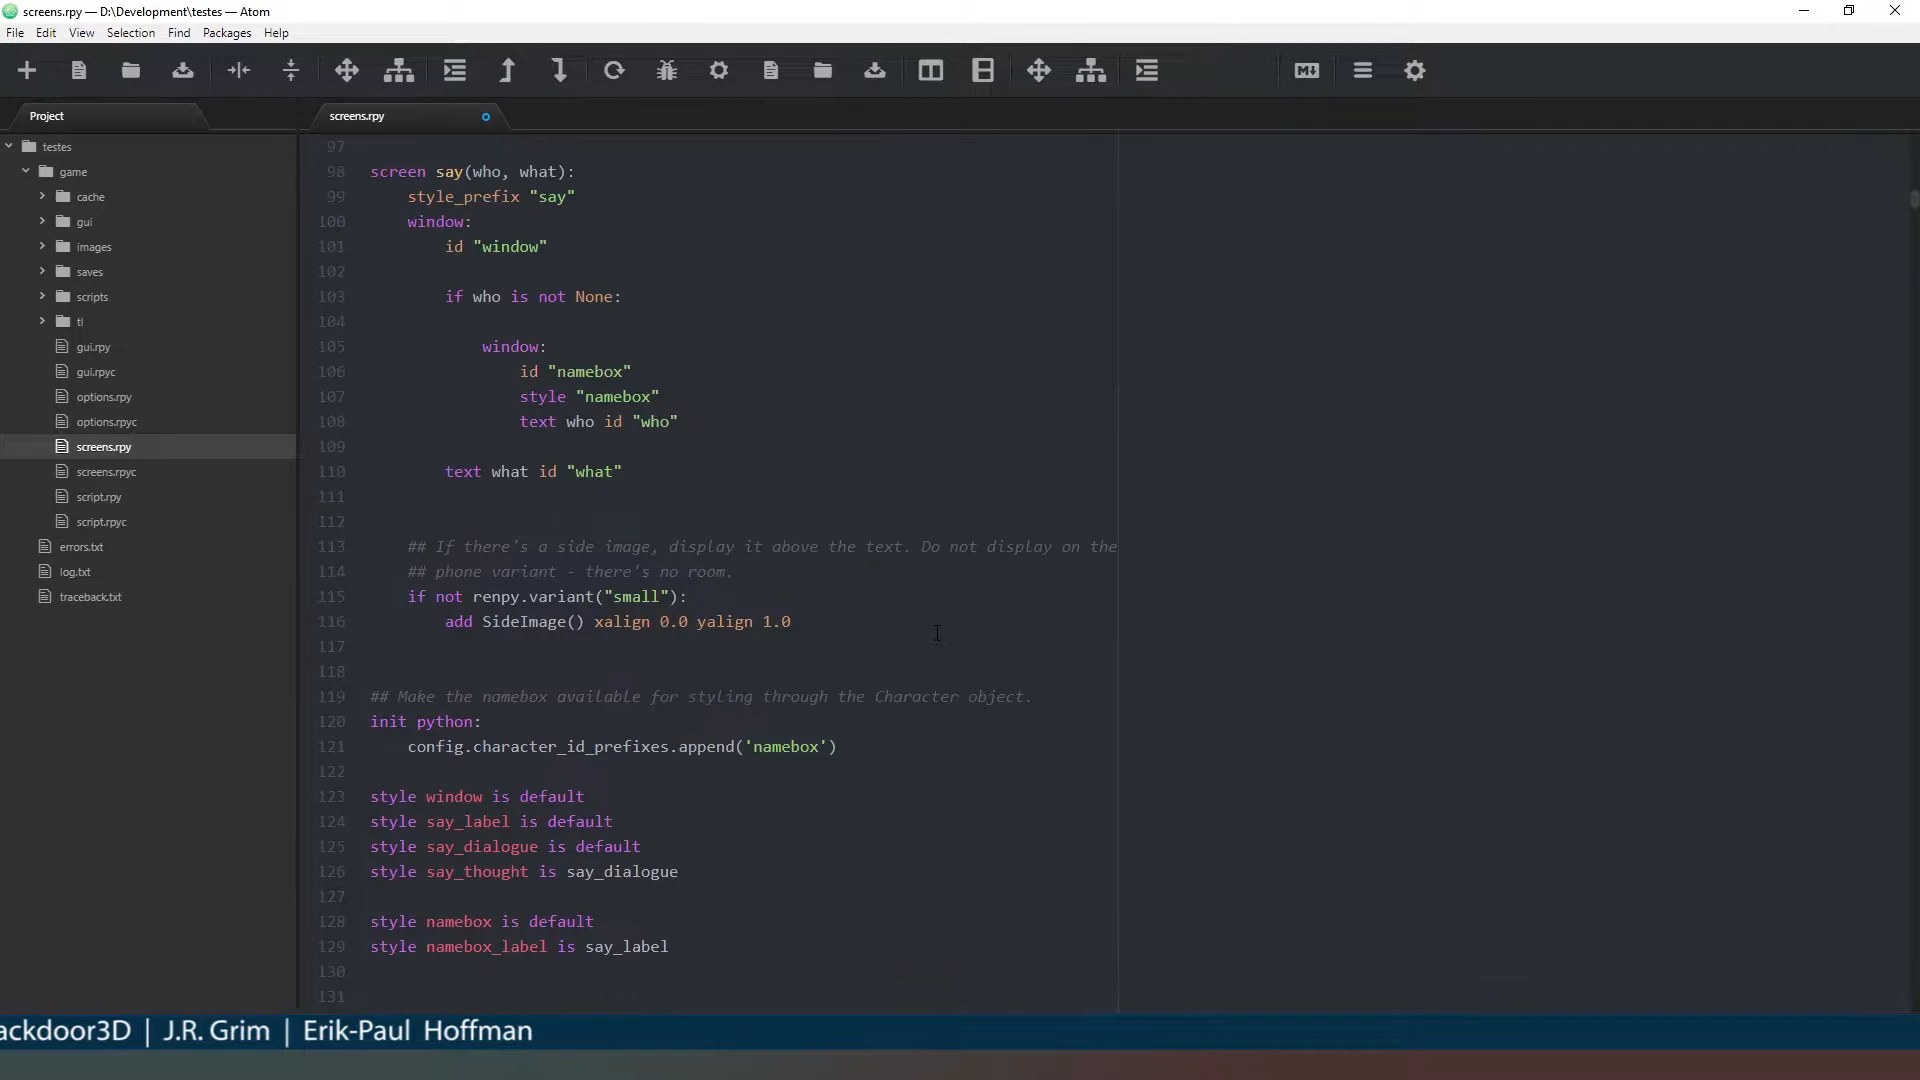 screens.rpy — D:\Development\testes — Atom
File Edit View Selection Find Packages Help
Project
screens.rpy
testes
game
cache
gui
images
saves
scripts
tl
gui.rpy
gui.rpyc
options.rpy
options.rpyc
screens.rpy
screens.rpyc
script.rpy
script.rpyc
errors.txt
log.txt
traceback.txt
97
98 screen say(who, what):
99 style_prefix "say"
100 window:
101 id "window"
102
103 if who is not None:
104
105 window:
106 id "namebox"
107 style "namebox"
108 text who id "who"
109
110 text what id "what"
111
112
113 ## If there's a side image, display it above the text. Do not display on the
114 ## phone variant - there's no room.
115 if not renpy.variant("small"):
116 add SideImage() xalign 0.0 yalign 1.0
117
118
119 ## Make the namebox available for styling through the Character object.
120 init python:
121 config.character_id_prefixes.append('namebox')
122
123 style window is default
124 style say_label is default
125 style say_dialogue is default
126 style say_thought is say_dialogue
127
128 style namebox is default
129 style namebox_label is say_label
130
131
ackdoor3D | J.R. Grim | Erik-Paul Hoffman